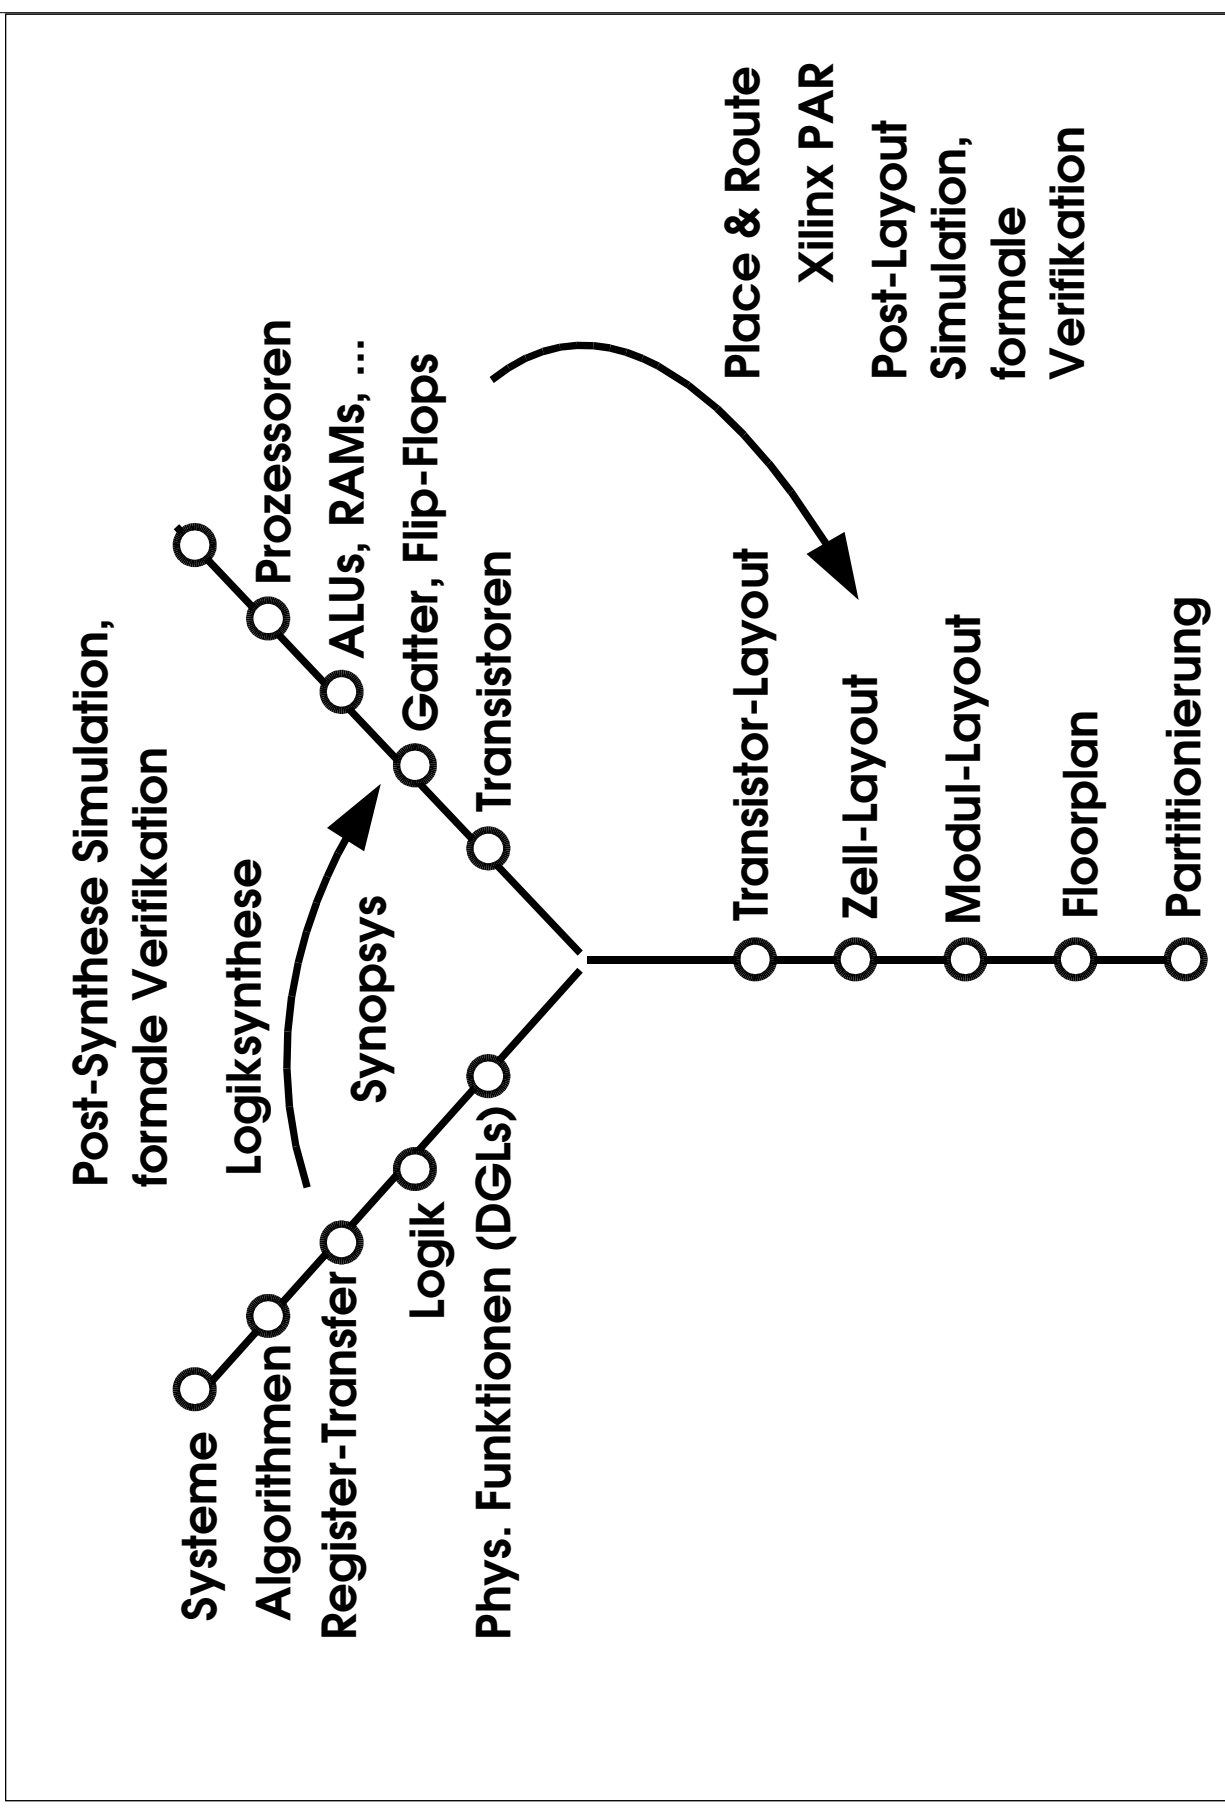 Post-Synthese Simulation,
formale Verifikation
Logiksynthese
Synopsys
Systeme
Algorithmen
Register-Transfer
Logik
Phys. Funktionen (DGLs)
Prozessoren
ALUs, RAMs, ...
Gatter, Flip-Flops
Transistoren
Place & Route
Xilinx PAR
Post-Layout
Simulation,
formale
Verifikation
Transistor-Layout
Zell-Layout
Modul-Layout
Floorplan
Partitionierung